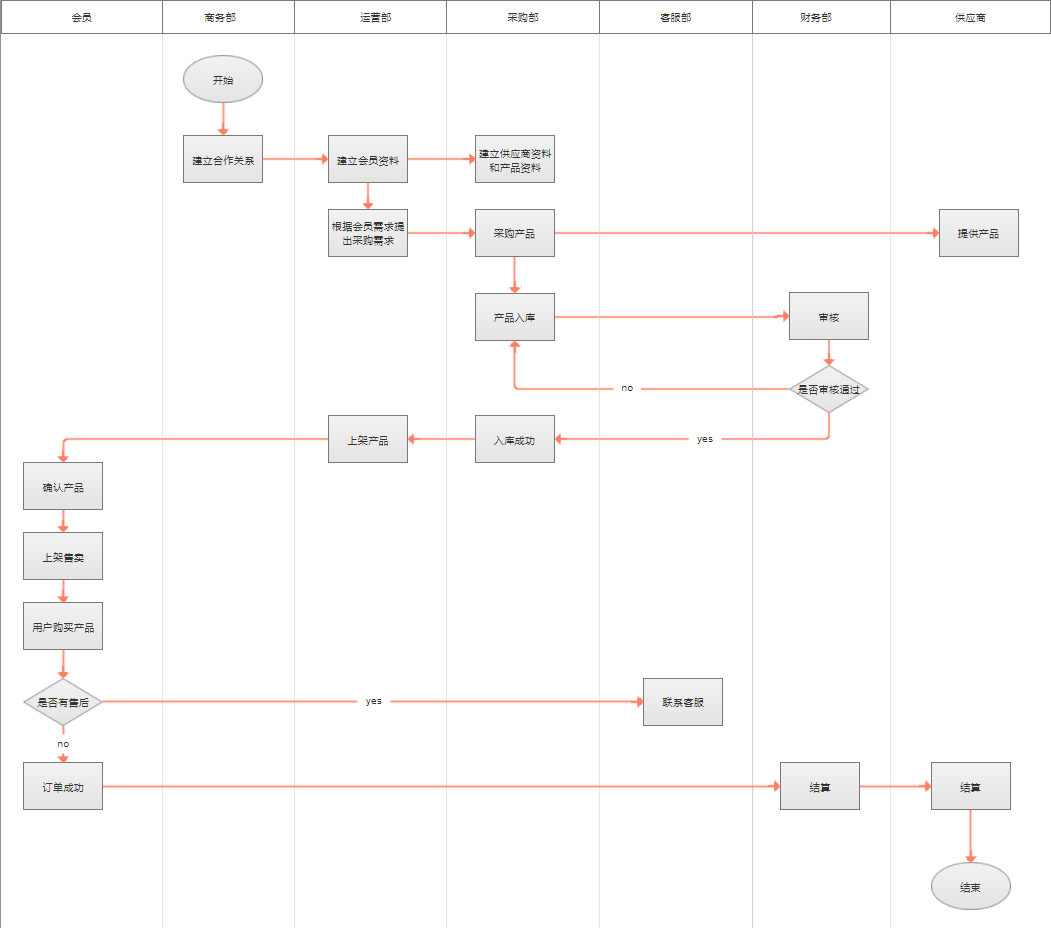 会员
商务部
运营部
采购部
客服部
财务部
供应商
开始
建立合作关系
建立会员资料
建立供应商资料
和产品资料
根据会员需求提
出采购需求
采购产品
提供产品
产品入库
审核
no
是否审核通过
上架产品
入库成功
yes
确认产品
上架售卖
用户购买产品
是否有售后
yes
联系客服
no
订单成功
结算
结算
结束